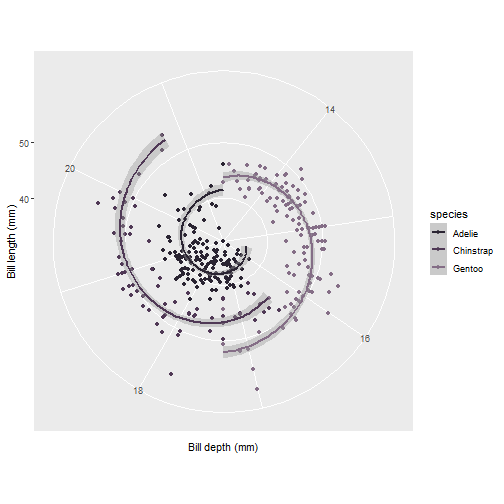 14
50
20
40
species
Adelie
Chinstrap
Gentoo
Bill length (mm)
16
18
Bill depth (mm)